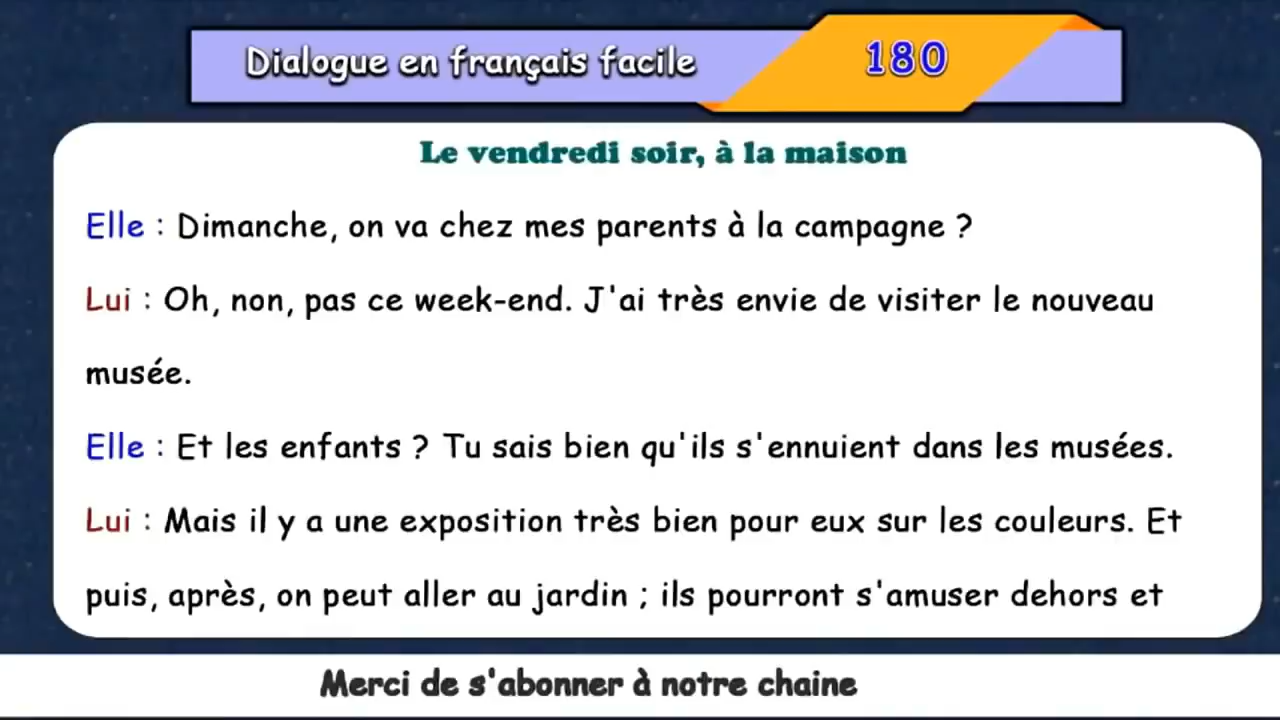 Dialogue en français facile
180
Le vendredi soir, à la maison
Elle : Dimanche, on va chez mes parents à la campagne ?
Lui : Oh, non, pas ce week-end. J'ai très envie de visiter le nouveau
musée.
Elle : Et les enfants ? Tu sais bien qu'ils s'ennuient dans les musées.
Lui : Mais il y a une exposition très bien pour eux sur les couleurs. Et
puis, après, on peut aller au jardin ; ils pourront s'amuser dehors et
Merci de s'abonner à notre chaine